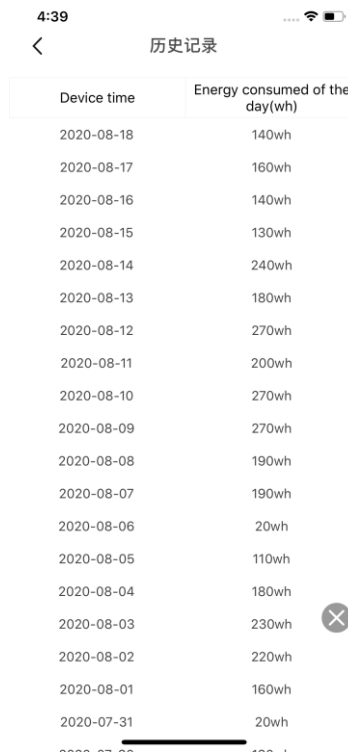 4:39
历史记录
Device time Energy consumed of the
day(wh)
2020-08-18 140wh
2020-08-17 160wh
2020-08-16 140wh
2020-08-15 130wh
2020-08-14 240wh
2020-08-13 180wh
2020-08-12 270wh
2020-08-11 200wh
2020-08-10 270wh
2020-08-09 270wh
2020-08-08 190wh
2020-08-07 190wh
2020-08-06 20wh
2020-08-05 110wh
2020-08-04 180wh
2020-08-03 230wh
2020-08-02 220wh
2020-08-01 160wh
2020-07-31 20wh